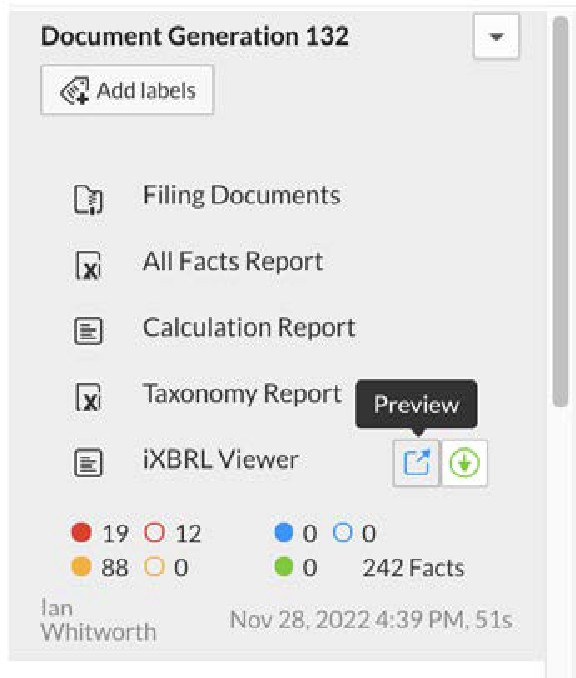 Document Generation 132
Add labels
Filing Documents
All Facts Report
Calculation Report
Taxonomy Report
Preview
iXBRL Viewer
19 12 0 0
88 0 0 242 Facts
Ian
Whitworth
Nov 28, 2022 4:39 PM, 51s